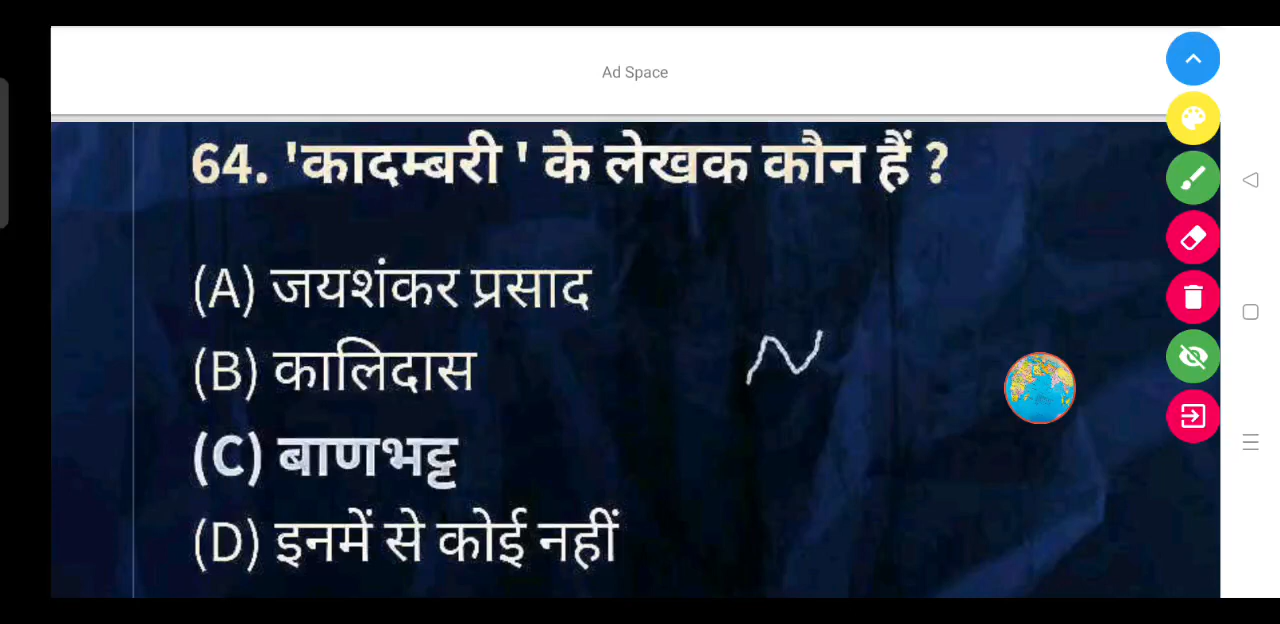 Ad Space
64. 'कादम्बरी ' के लेखक कौन हैं ?
(A) जयशंकर प्रसाद
(B) कालिदास
(C) बाणभट्ट
(D) इनमें से कोई नहीं